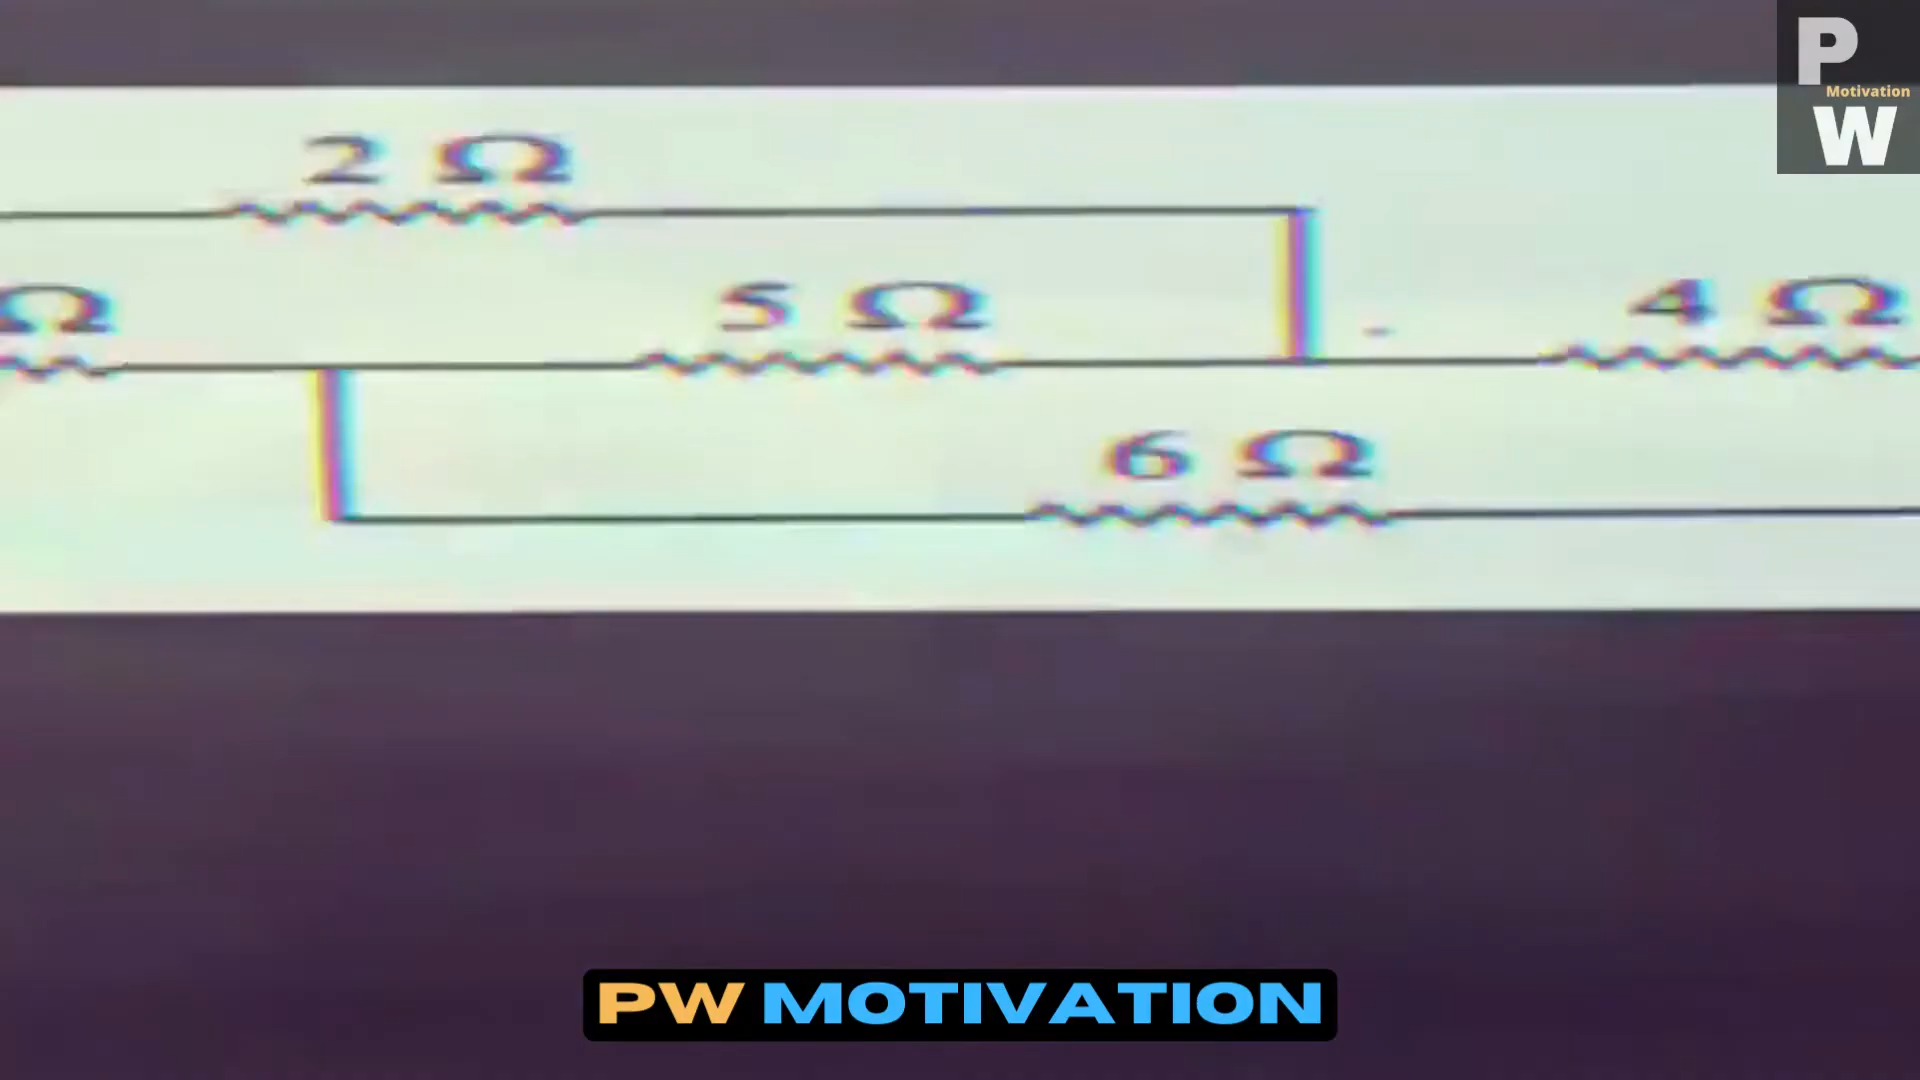 P
Motivation
W
2 Ω
Ω
5 Ω
4 Ω
6 Ω
PW MOTIVATION